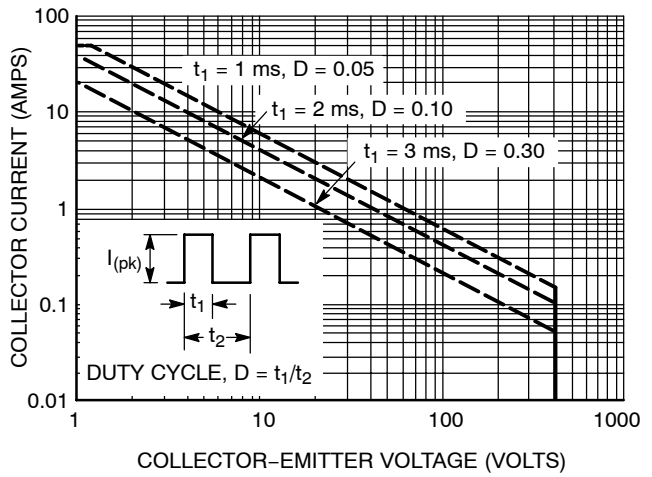 100
10
1
0.1
0.01
COLLECTOR CURRENT (AMPS)
t1 = 1 ms, D = 0.05
t1 = 2 ms, D = 0.10
t1 = 3 ms, D = 0.30
I(pk)
t1
t2
DUTY CYCLE, D = t1/t2
1
10
100
1000
COLLECTOR−EMITTER VOLTAGE (VOLTS)